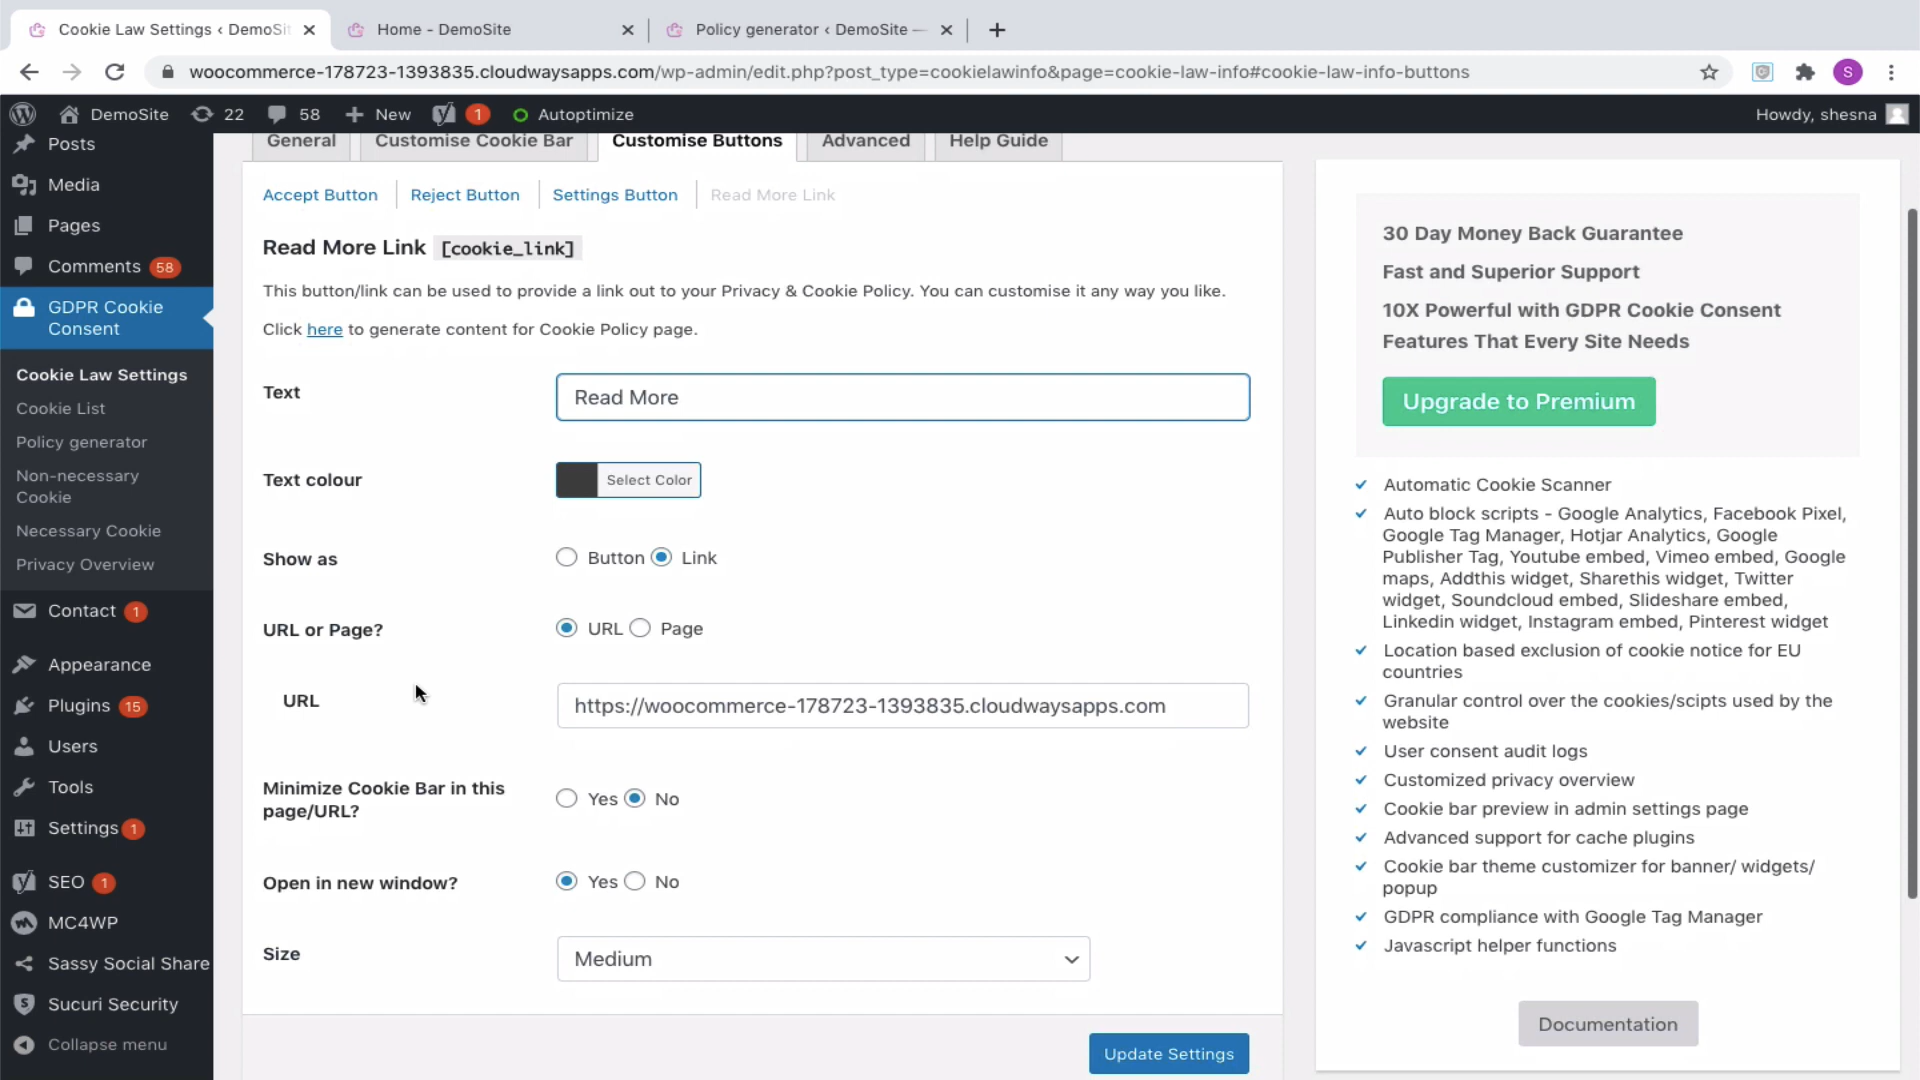 Cookie Law Settings ‹ DemoSit
Home - DemoSite
Policy generator ‹ DemoSite —
woocommerce-178723-1393835.cloudwaysapps.com/wp-admin/edit.php?post_type=cookielawinfo&page=cookie-law-info#cookie-law-info-buttons
S
DemoSite
22
58
New
1
Autoptimize
Howdy, shesna
Posts
Media
Pages
Comments 58
GDPR Cookie
Consent
Cookie Law Settings
Cookie List
Policy generator
Non-necessary
Cookie
Necessary Cookie
Privacy Overview
Contact 1
Appearance
Plugins 15
Users
Tools
Settings 1
SEO 1
MC4WP
Sassy Social Share
Sucuri Security
Collapse menu
General
Customise Cookie Bar
Customise Buttons
Advanced
Help Guide
Accept Button
Reject Button
Settings Button
Read More Link
Read More Link [cookie_link]
This button/link can be used to provide a link out to your Privacy & Cookie Policy. You can customise it any way you like.
Click here to generate content for Cookie Policy page.
Text
Read More
Text colour
Select Color
Show as
Button Link
URL or Page?
URL Page
URL
https://woocommerce-178723-1393835.cloudwaysapps.com
Minimize Cookie Bar in this
page/URL?
Yes No
Open in new window?
Yes No
Size
Medium
Update Settings
30 Day Money Back Guarantee
Fast and Superior Support
10X Powerful with GDPR Cookie Consent
Features That Every Site Needs
Upgrade to Premium
Automatic Cookie Scanner
Auto block scripts - Google Analytics, Facebook Pixel,
Google Tag Manager, Hotjar Analytics, Google
Publisher Tag, Youtube embed, Vimeo embed, Google
maps, Addthis widget, Sharethis widget, Twitter
widget, Soundcloud embed, Slideshare embed,
Linkedin widget, Instagram embed, Pinterest widget
Location based exclusion of cookie notice for EU
countries
Granular control over the cookies/scipts used by the
website
User consent audit logs
Customized privacy overview
Cookie bar preview in admin settings page
Advanced support for cache plugins
Cookie bar theme customizer for banner/ widgets/
popup
GDPR compliance with Google Tag Manager
Javascript helper functions
Documentation